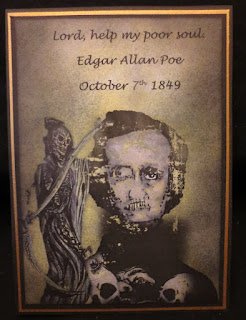 Lord, help my poor soul.
Edgar Allan Poe
October 7th 1849